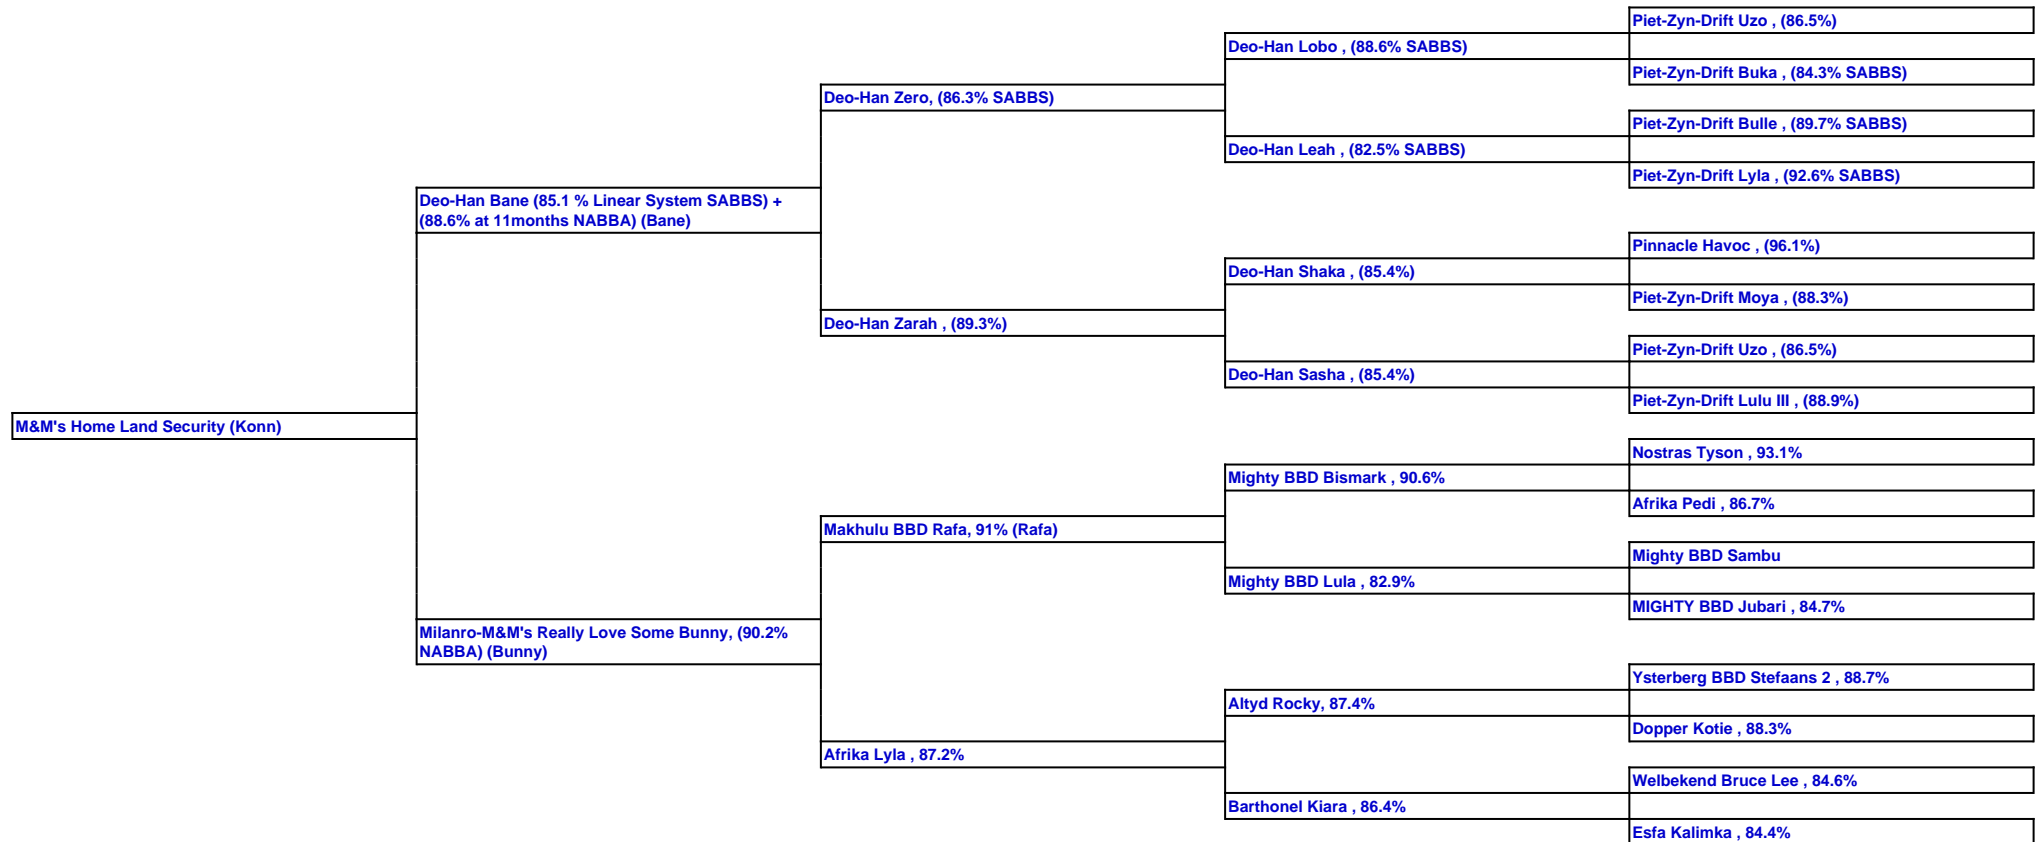 Piet-Zyn-Drift Uzo , (86.5%)
Deo-Han Lobo , (88.6% SABBS)
Piet-Zyn-Drift Buka , (84.3% SABBS)
Deo-Han Zero, (86.3% SABBS)
Piet-Zyn-Drift Bulle , (89.7% SABBS)
Deo-Han Leah , (82.5% SABBS)
Piet-Zyn-Drift Lyla , (92.6% SABBS)
Deo-Han Bane (85.1 % Linear System SABBS) +
(88.6% at 11months NABBA) (Bane)
Pinnacle Havoc , (96.1%)
Deo-Han Shaka , (85.4%)
Piet-Zyn-Drift Moya , (88.3%)
Deo-Han Zarah , (89.3%)
Piet-Zyn-Drift Uzo , (86.5%)
Deo-Han Sasha , (85.4%)
Piet-Zyn-Drift Lulu III , (88.9%)
M&M's Home Land Security (Konn)
Nostras Tyson , 93.1%
Mighty BBD Bismark , 90.6%
Afrika Pedi , 86.7%
Makhulu BBD Rafa, 91% (Rafa)
Mighty BBD Sambu
Mighty BBD Lula , 82.9%
MIGHTY BBD Jubari , 84.7%
Milanro-M&M's Really Love Some Bunny, (90.2%
NABBA) (Bunny)
Ysterberg BBD Stefaans 2 , 88.7%
Altyd Rocky, 87.4%
Dopper Kotie , 88.3%
Afrika Lyla , 87.2%
Welbekend Bruce Lee , 84.6%
Barthonel Kiara , 86.4%
Esfa Kalimka , 84.4%